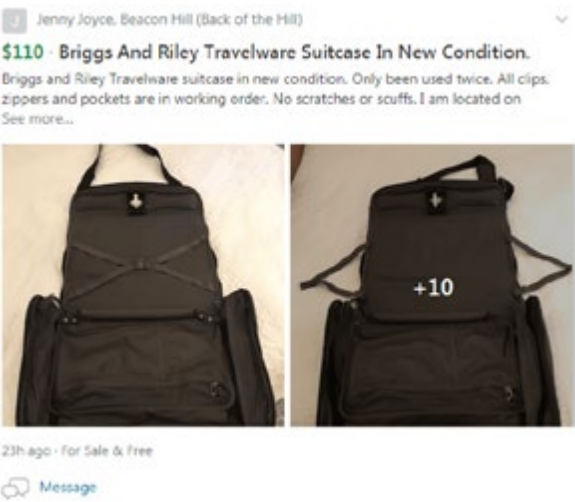 J Jenny Joyce, Beacon Hill (Back of the Hill)
$110 · Briggs And Riley Travelware Suitcase In New Condition.
Briggs and Riley Travelware suitcase in new condition. Only been used twice. All clips,
zippers and pockets are in working order. No scratches or scuffs. I am located on
See more...
+10
23h ago · For Sale & Free
Message